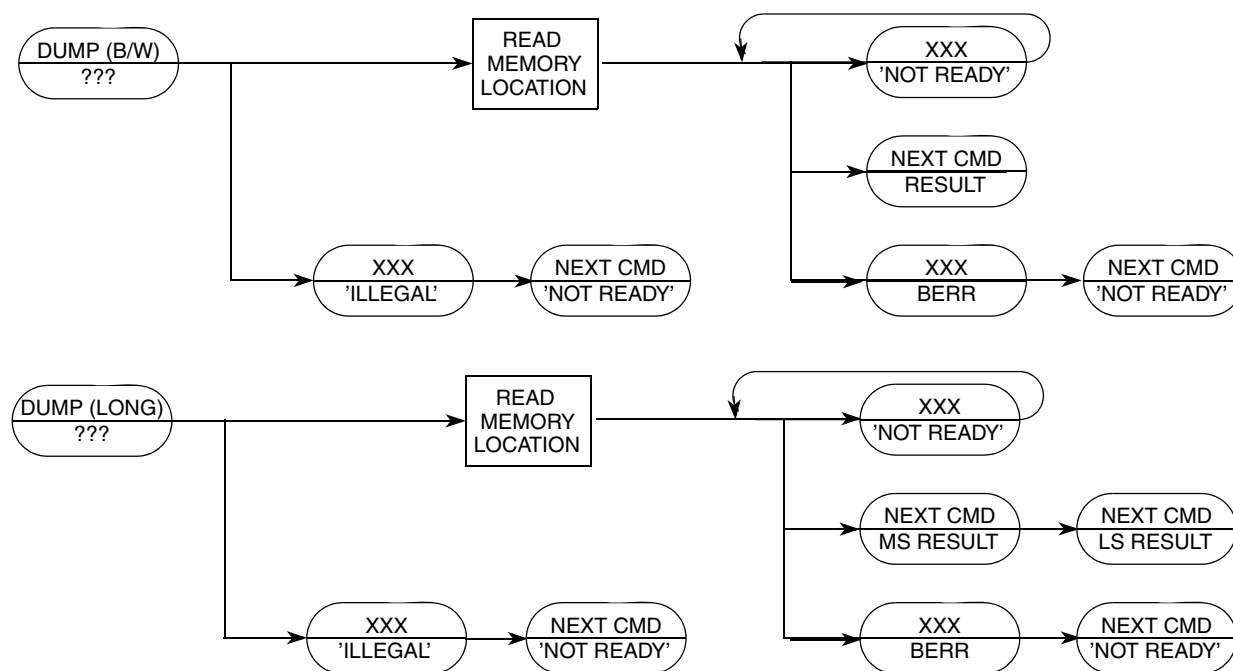 DUMP (B/W)
???
READ
MEMORY
LOCATION
XXX
'NOT READY'
NEXT CMD
RESULT
XXX
'ILLEGAL'
NEXT CMD
'NOT READY'
XXX
BERR
NEXT CMD
'NOT READY'
DUMP (LONG)
???
READ
MEMORY
LOCATION
XXX
'NOT READY'
NEXT CMD
MS RESULT
NEXT CMD
LS RESULT
XXX
'ILLEGAL'
NEXT CMD
'NOT READY'
XXX
BERR
NEXT CMD
'NOT READY'